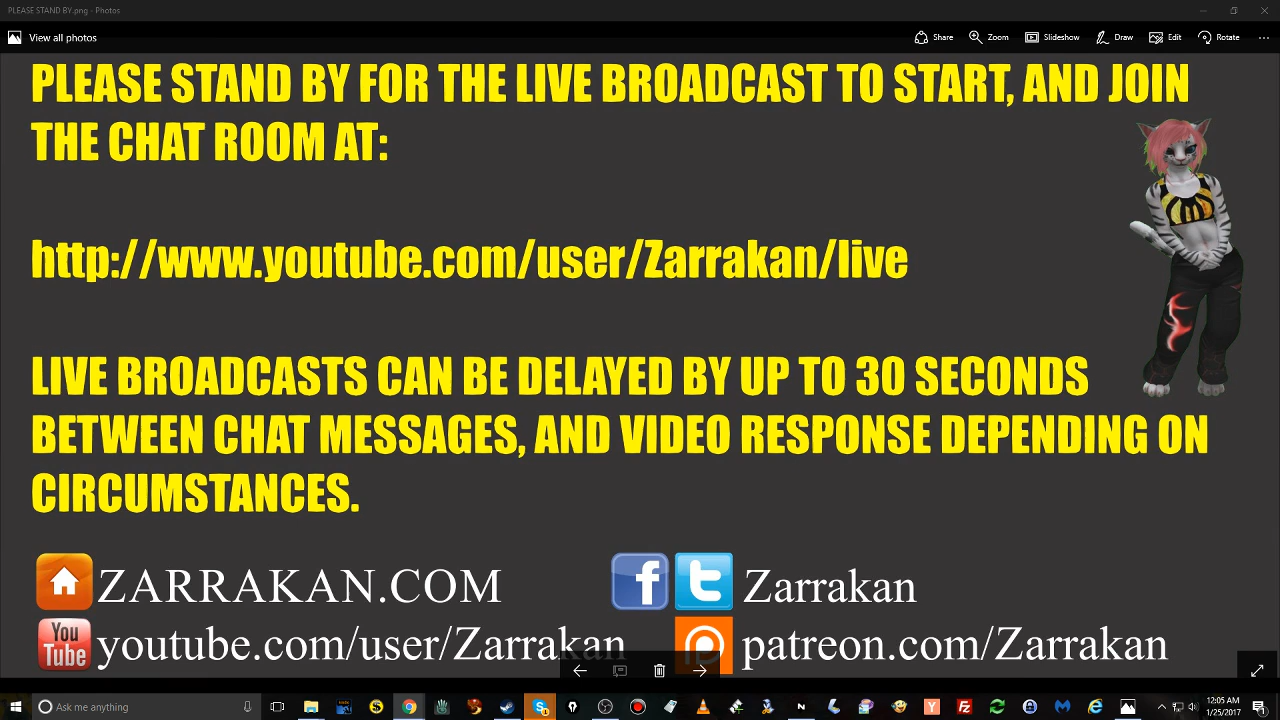 PLEASE STAND BY.png - Photos
View all photos
Share Zoom Slideshow Draw Edit Rotate
PLEASE STAND BY FOR THE LIVE BROADCAST TO START, AND JOIN
THE CHAT ROOM AT:
http://www.youtube.com/user/Zarrakan/live
LIVE BROADCASTS CAN BE DELAYED BY UP TO 30 SECONDS
BETWEEN CHAT MESSAGES, AND VIDEO RESPONSE DEPENDING ON
CIRCUMSTANCES.
ZARRAKAN.COM
f t Zarrakan
You Tube youtube.com/user/Zarrakan
patreon.com/Zarrakan
Ask me anything
12:05 AM
1/25/2017